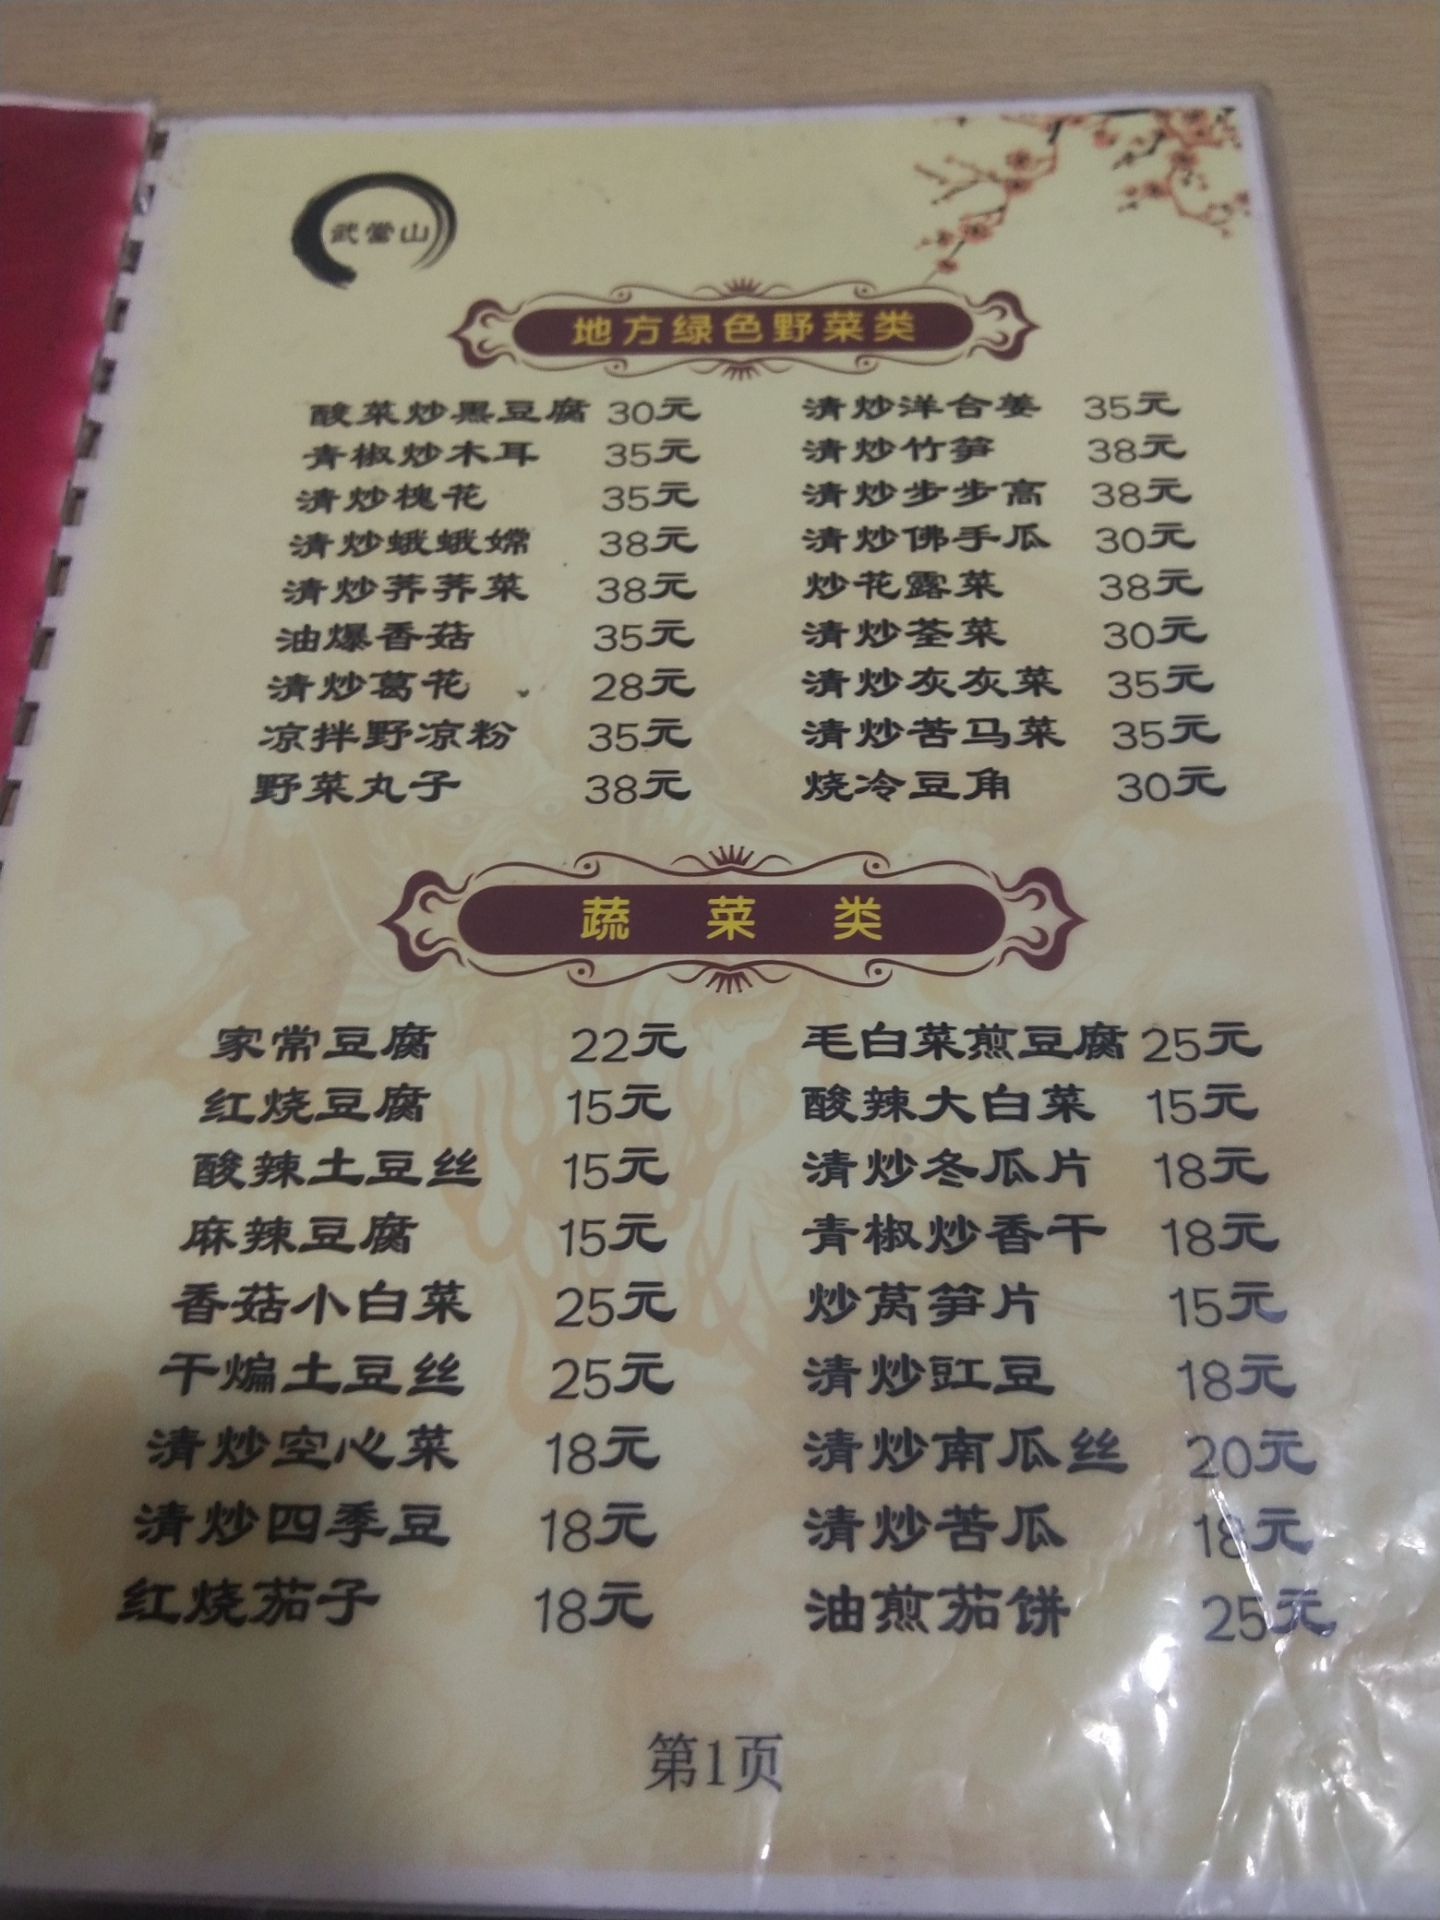 武當山
地方绿色野菜类
酸菜炒黑豆腐 30元 清炒洋合姜 35元
青椒炒木耳 35元 清炒竹笋 38元
清炒槐花 35元 清炒步步高 38元
清炒蛾蛾嫦 38元 清炒佛手瓜 30元
清炒荠荠菜 38元 炒花露菜 38元
油爆香菇 35元 清炒荃菜 30元
清炒葛花 28元 清炒灰灰菜 35元
凉拌野凉粉 35元 清炒苦马菜 35元
野菜丸子 38元 烧冷豆角 30元
蔬菜类
家常豆腐 22元 毛白菜煎豆腐 25元
红烧豆腐 15元 酸辣大白菜 15元
酸辣土豆丝 15元 清炒冬瓜片 18元
麻辣豆腐 15元 青椒炒香干 18元
香菇小白菜 25元 炒莴笋片 15元
干煸土豆丝 25元 清炒豇豆 18元
清炒空心菜 18元 清炒南瓜丝 20元
清炒四季豆 18元 清炒苦瓜 18元
红烧茄子 18元 油煎茄饼 25元
第1页